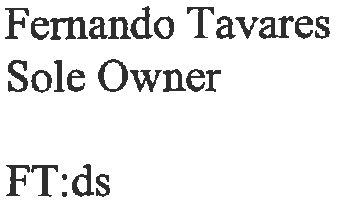 Fernando Tavares
Sole Owner
FT:ds